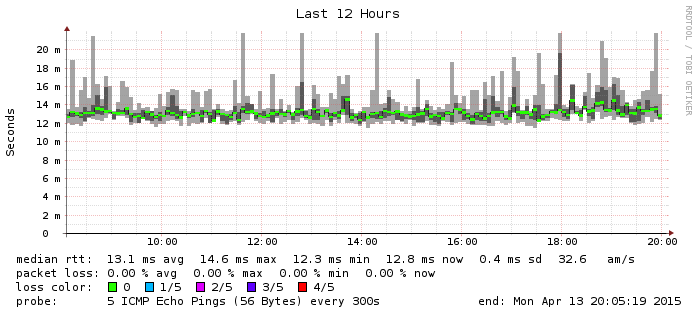 Last 12 Hours
RRDTOOL / TOBI OETIKER
Seconds
20 m
18 m
16 m
14 m
12 m
10 m
8 m
6 m
4 m
2 m
0
10:00 12:00 14:00 16:00 18:00 20:00
median rtt: 13.1 ms avg 14.6 ms max 12.3 ms min 12.8 ms now 0.4 ms sd 32.6 am/s
packet loss: 0.00 % avg 0.00 % max 0.00 % min 0.00 % now
loss color: 0 1/5 2/5 3/5 4/5
probe: 5 ICMP Echo Pings (56 Bytes) every 300s end: Mon Apr 13 20:05:19 2015